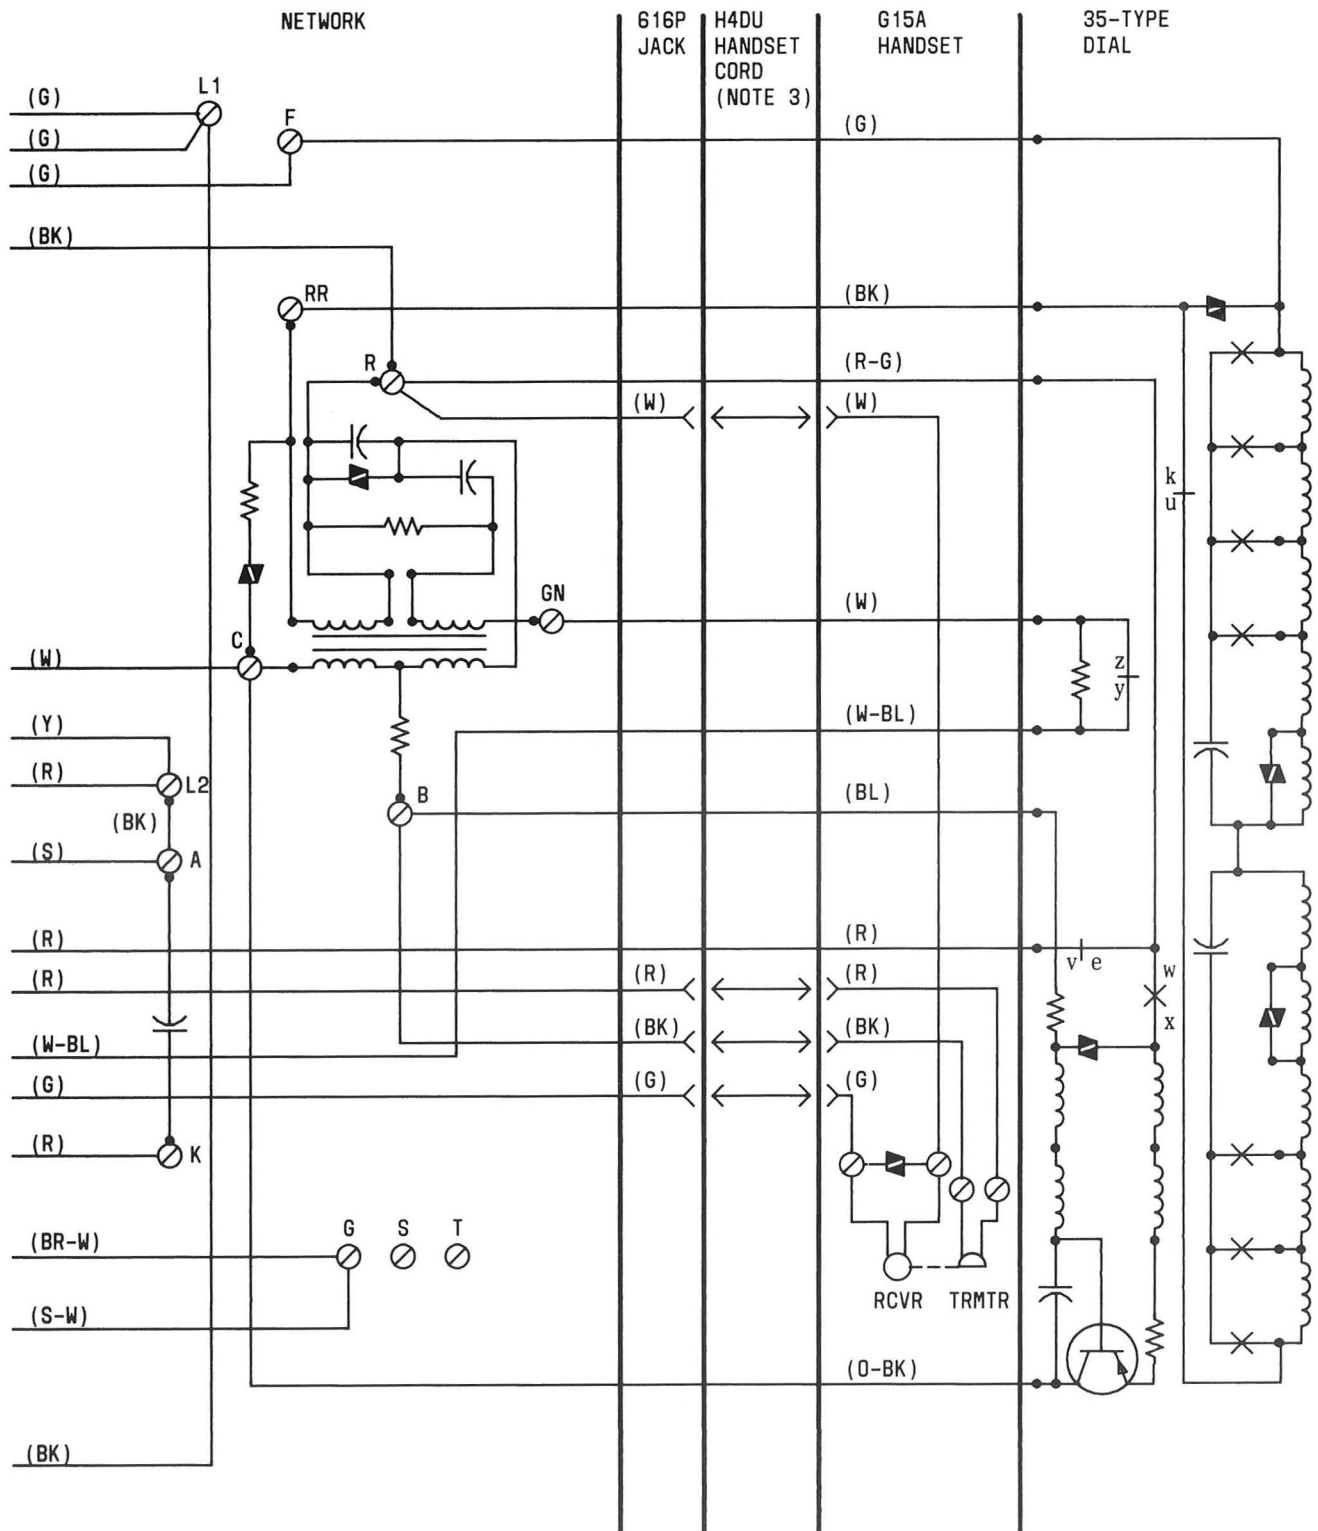 NETWORK
616P
JACK
H4DU
HANDSET
CORD
(NOTE 3)
G15A
HANDSET
35-TYPE
DIAL
L1
(G)
F
(G)
(G)
(G)
(BK)
RR
(BK)
R
(R-G)
(W)
(W)
k
u
GN
(W)
C
(W)
z
y
(W-BL)
(Y)
(R)
L2
B
(BL)
(BK)
(S)
A
(R)
(R)
v
e
w
(R)
(R)
(R)
x
(BK)
(BK)
(W-BL)
(G)
(G)
(G)
(R)
K
G
S
T
(BR-W)
RCVR
TRMTR
(S-W)
(O-BK)
(BK)